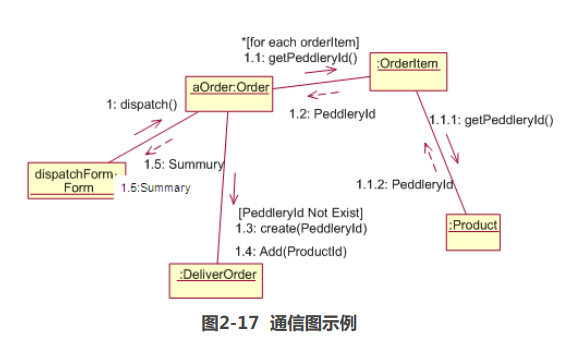 *[for each orderItem]
1.1: getPeddleryId()
:OrderItem
aOrder:Order
1: dispatch()
1.2: PeddleryId
1.1.1: getPeddleryId()
1.5: Summury
dispatchForm:
Form
1.5:Summary
1.1.2: PeddleryId
[PeddleryId Not Exist]
1.3: create(PeddleryId)
1.4: Add(ProductId)
:Product
:DeliverOrder
图2-17 通信图示例